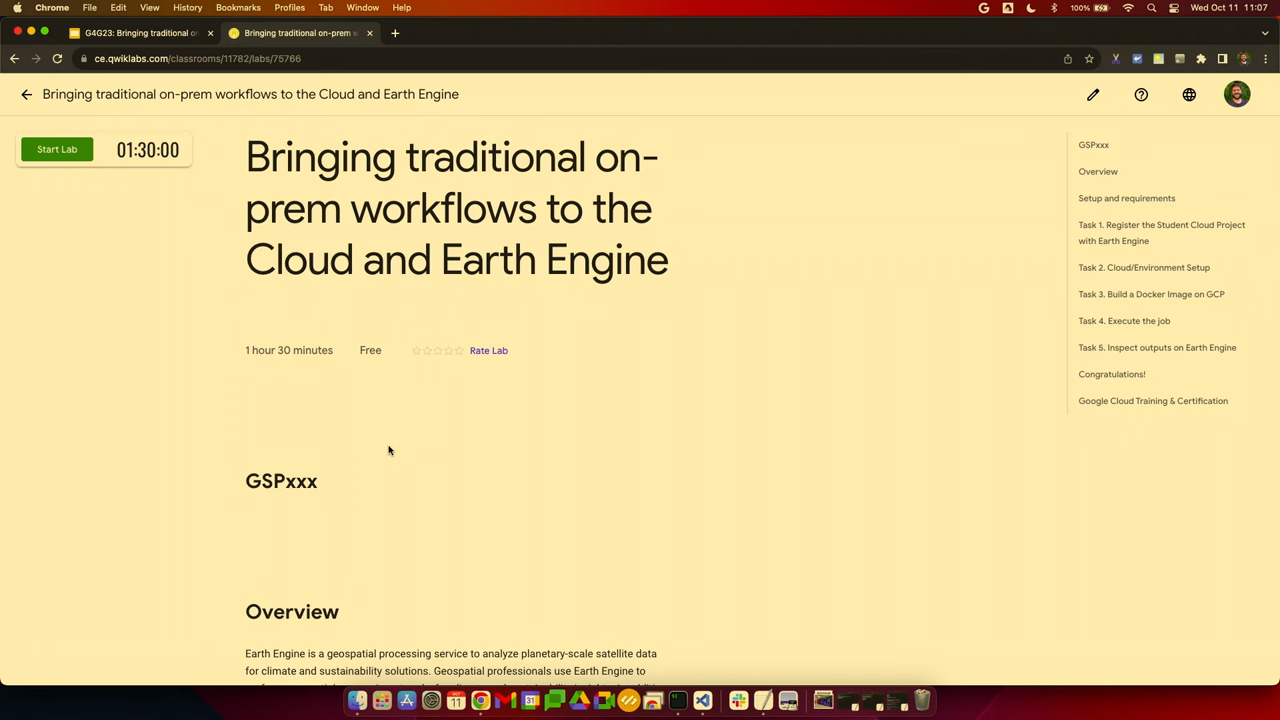 Chrome File Edit View History Bookmarks Profiles Tab Window Help
100% Wed Oct 11 11:07
G4G23: Bringing traditional on
Bringing traditional on-prem w
ce.qwiklabs.com/classrooms/11782/labs/75766
Bringing traditional on-prem workflows to the Cloud and Earth Engine
Start Lab
01:30:00
Bringing traditional on-
prem workflows to the
Cloud and Earth Engine
1 hour 30 minutes Free Rate Lab
GSPxxx
Overview
Earth Engine is a geospatial processing service to analyze planetary-scale satellite data
for climate and sustainability solutions. Geospatial professionals use Earth Engine to
GSPxxx
Overview
Setup and requirements
Task 1. Register the Student Cloud Project
with Earth Engine
Task 2. Cloud/Environment Setup
Task 3. Build a Docker Image on GCP
Task 4. Execute the job
Task 5. Inspect outputs on Earth Engine
Congratulations!
Google Cloud Training & Certification